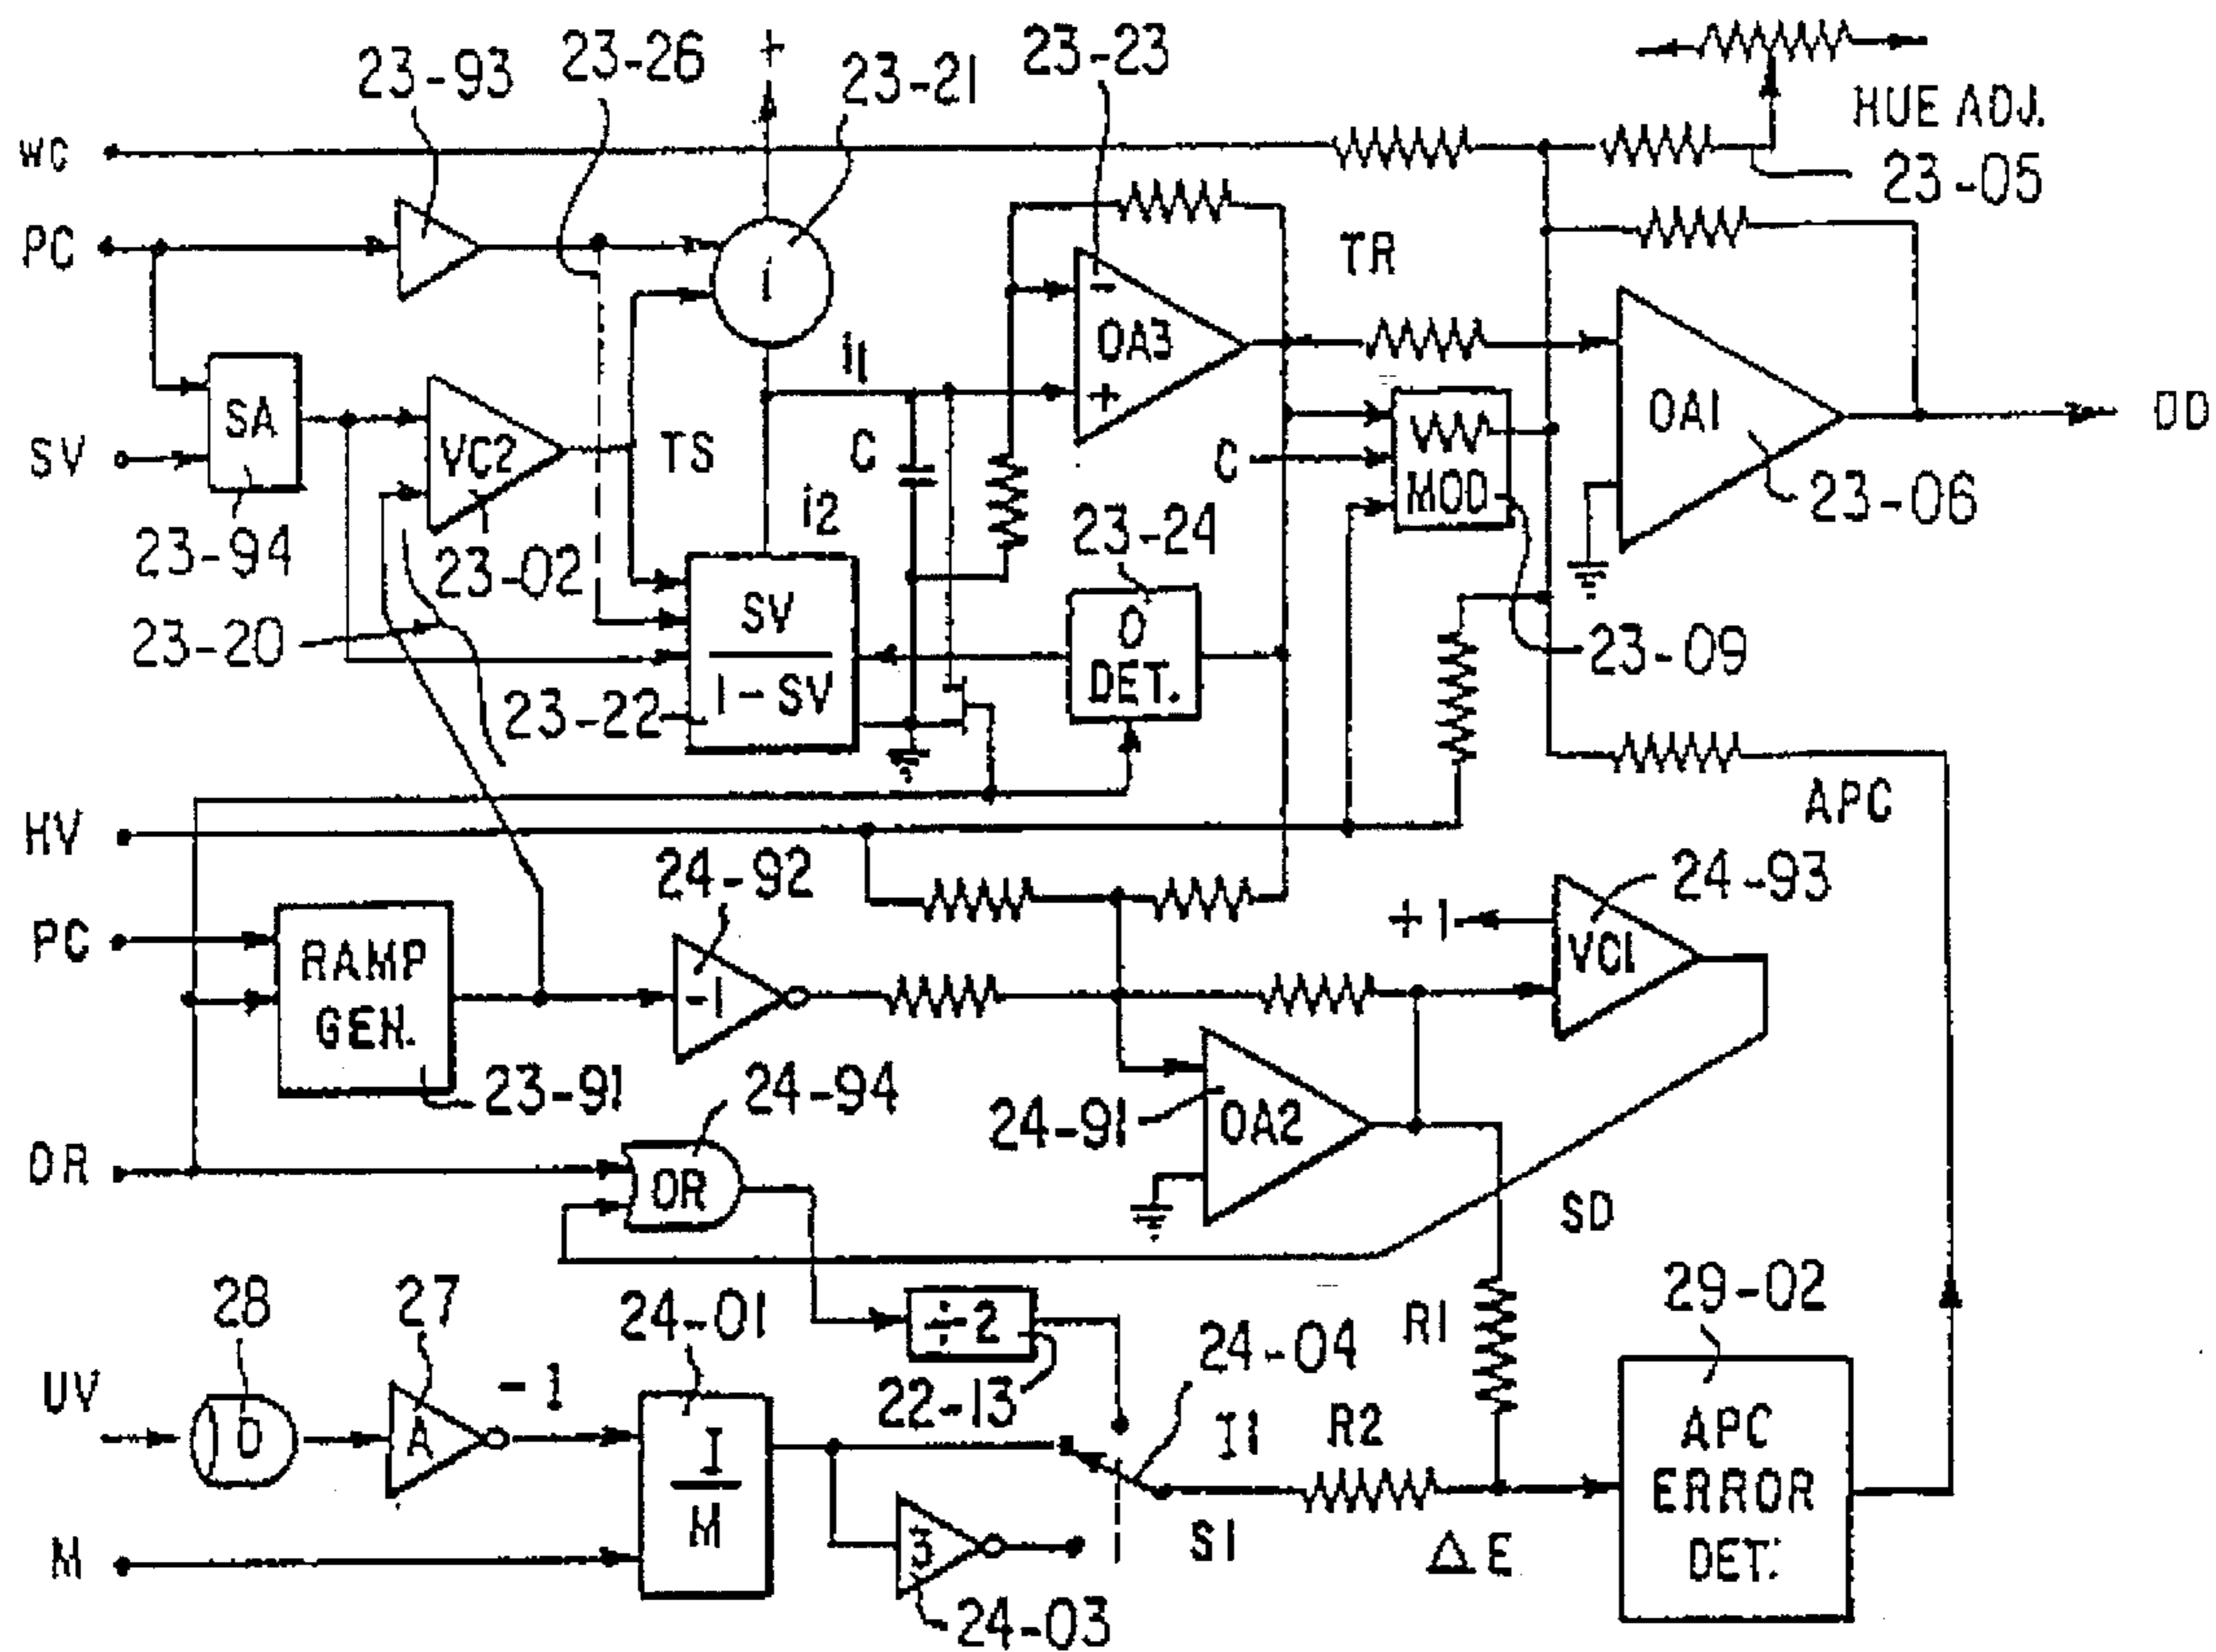 23-93
23-26
+
23-21
23-23
HUE ADJ.
23-05
WC
PC
i
TR
SV
SA
VC2
TS
i1
C
OA3
-
+
C
MOD
OA1
OD
23-06
23-94
23-02
i2
23-24
23-20
SV
1-SV
23-22
0
DET.
23-09
APC
HV
24-92
24-93
+1
VC1
PC
RAMP
GEN.
-1
23-91
24-94
24-91
OA2
OR
OR
SD
28
27
24-01
÷2
22-13
24-04
R1
29-02
UV
D
A
-1
I
M
I1
R2
APC
ERROR
DET.
M
3
S1
ΔE
24-03